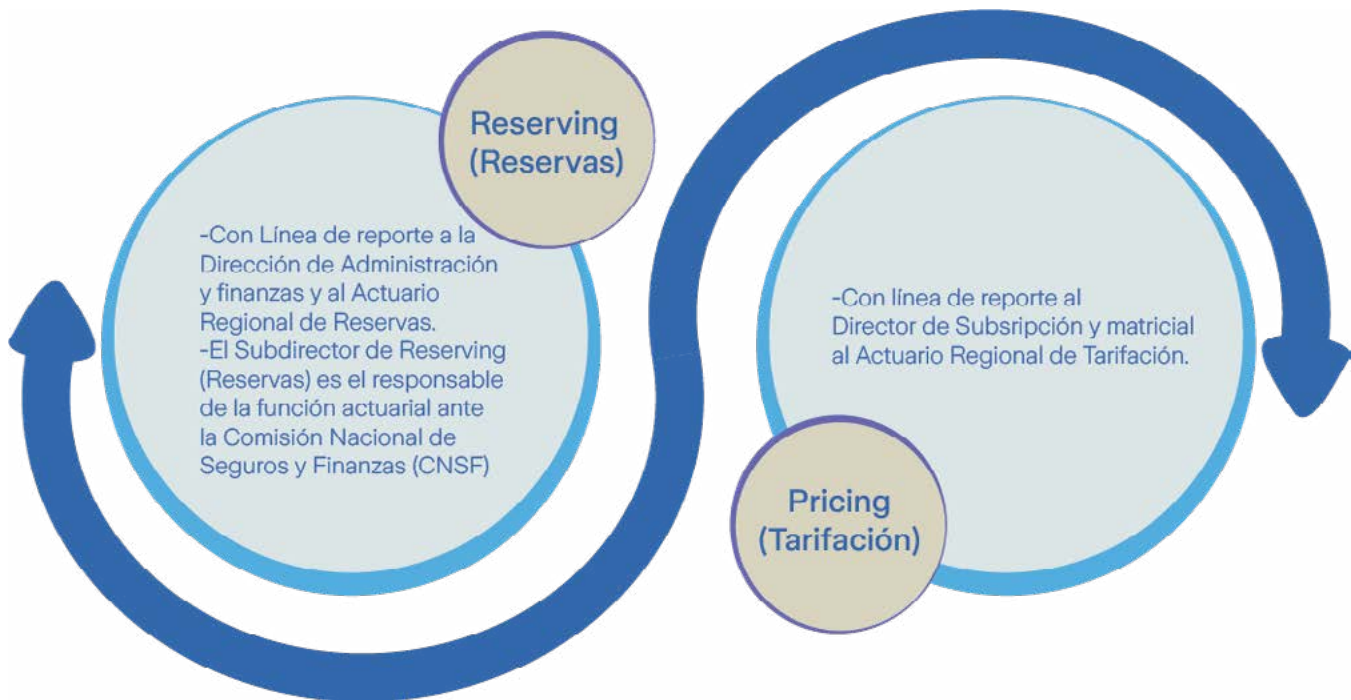 Reserving
(Reservas)
-Con Línea de reporte a la
Dirección de Administración
y finanzas y al Actuario
Regional de Reservas.
-El Subdirector de Reserving
(Reservas) es el responsable
de la función actuarial ante
la Comisión Nacional de
Seguros y Finanzas (CNSF)
-Con línea de reporte al
Director de Subsripción y matricial
al Actuario Regional de Tarifación.
Pricing
(Tarifación)